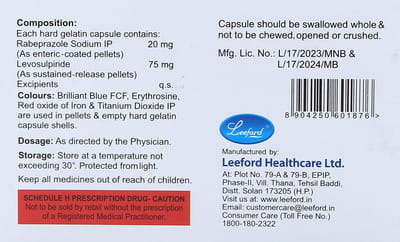 Composition:
Each hard gelatin capsule contains:
Rabeprazole Sodium IP 20 mg
(As enteric-coated pellets)
Levosulpiride 75 mg
(As sustained-release pellets)
Excipients q.s.
Colours: Brilliant Blue FCF, Erythrosine,
Red oxide of Iron & Titanium Dioxide IP
are used in pellets & empty hard gelatin
capsule shells.
Dosage: As directed by the Physician.
Storage: Store at a temperature not
exceeding 30°. Protected from light.
Keep all medicines out of reach of children.
SCHEDULE H PRESCRIPTION DRUG- CAUTION
Not to be sold by retail without the prescription
of a Registered Medical Practitioner.
Capsule should be swallowed whole &
not to be chewed, opened or crushed.
Mfg. Lic. No.: L/17/2023/MNB &
L/17/2024/MB
8904250601876
Leeford
Manufactured by:
Leeford Healthcare Ltd.
At: Plot No. 79-A & 79-B, EPIP,
Phase-II, Vill. Thana, Tehsil Baddi,
Distt. Solan 173205 (H.P.)
Visit us at: www.leeford.in
Email: customercare@leeford.in
Consumer Care (Toll Free No.)
1800-180-2322